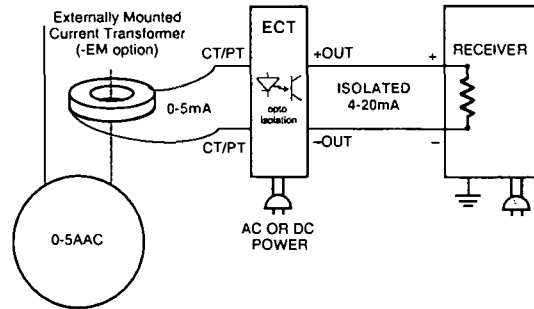 Externally Mounted
Current Transformer
(-EM option)
CT/PT
ECT
+OUT
+
RECEIVER
0-5mA
opto
isolation
ISOLATED
4-20mA
CT/PT
–OUT
–
0-5AAC
AC OR DC
POWER